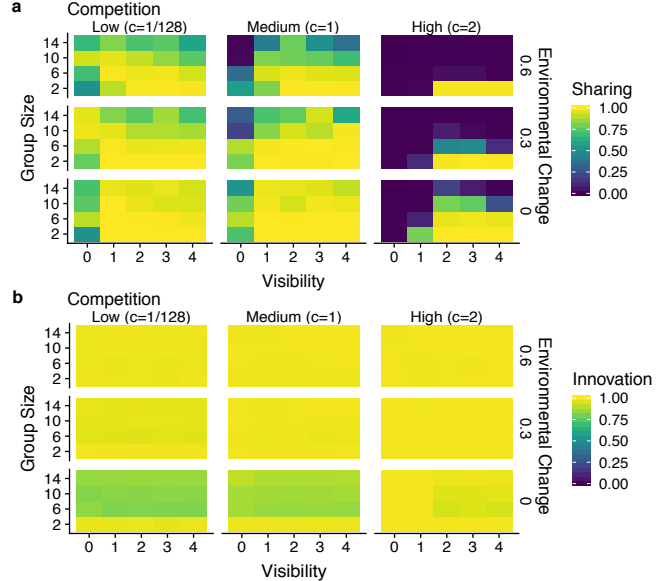 a
Competition
Low (c=1/128) Medium (c=1) High (c=2)
14
10
6
2
0.6
14
10
6
2
0.3
14
10
6
2
0
Group Size
Environmental Change
0 1 2 3 4 0 1 2 3 4 0 1 2 3 4
Visibility
Sharing
1.00
0.75
0.50
0.25
0.00
b
Competition
Low (c=1/128) Medium (c=1) High (c=2)
14
10
6
2
0.6
14
10
6
2
0.3
14
10
6
2
0
Group Size
Environmental Change
0 1 2 3 4 0 1 2 3 4 0 1 2 3 4
Visibility
Innovation
1.00
0.75
0.50
0.25
0.00